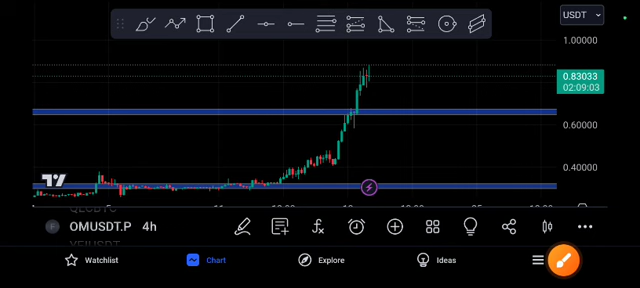 USDT
1.00000
0.83033
02:09:03
0.60000
0.40000
OMUSDT.P 4h
Watchlist
Chart
Explore
Ideas